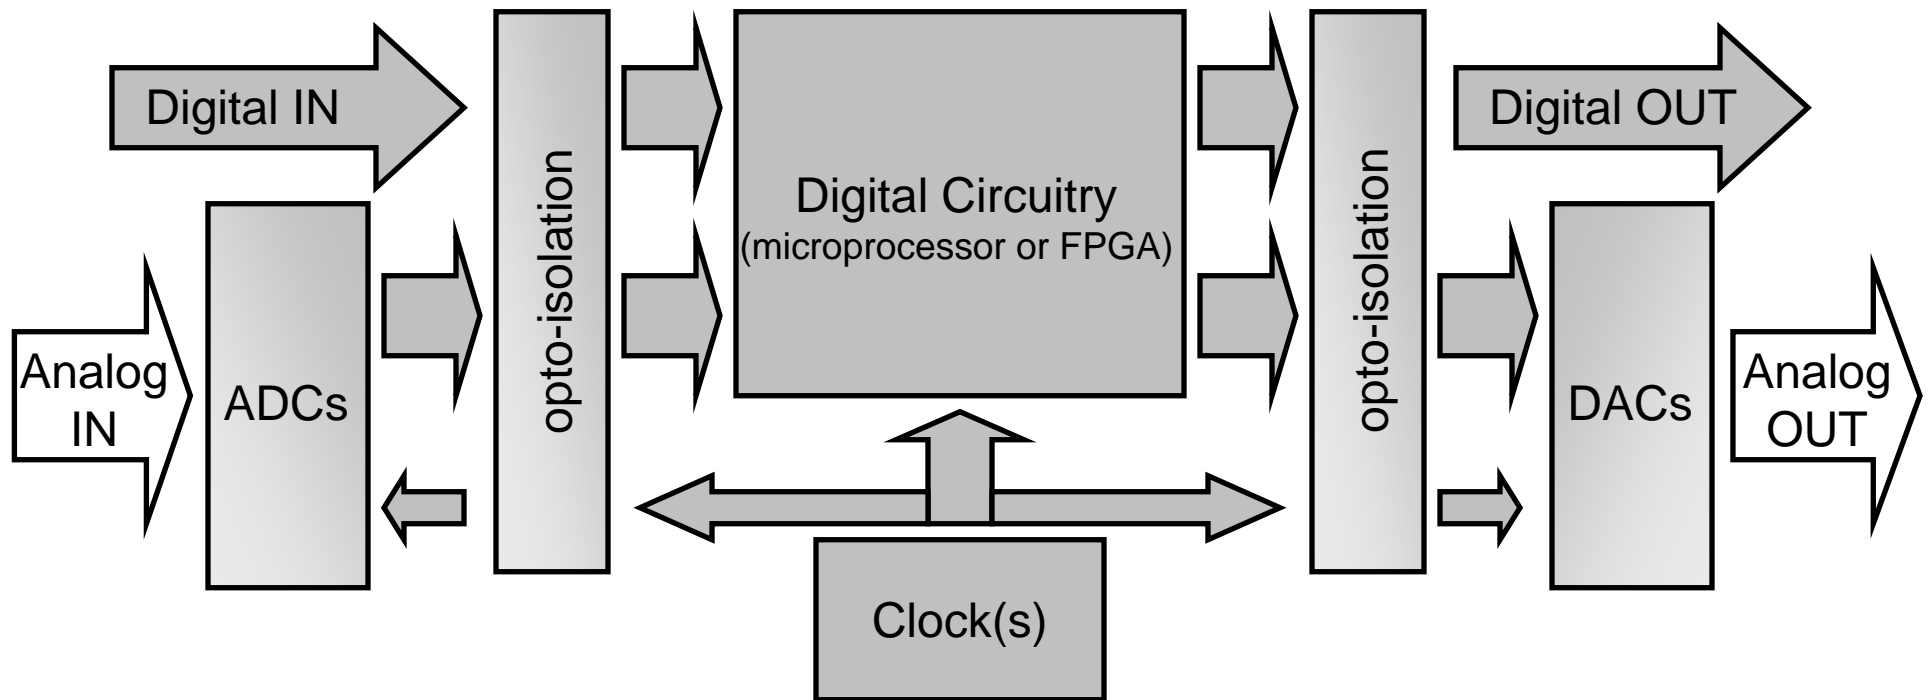 Digital IN
Analog
IN
ADCs
opto-isolation
Digital Circuitry
(microprocessor or FPGA)
Clock(s)
opto-isolation
Digital OUT
DACs
Analog
OUT